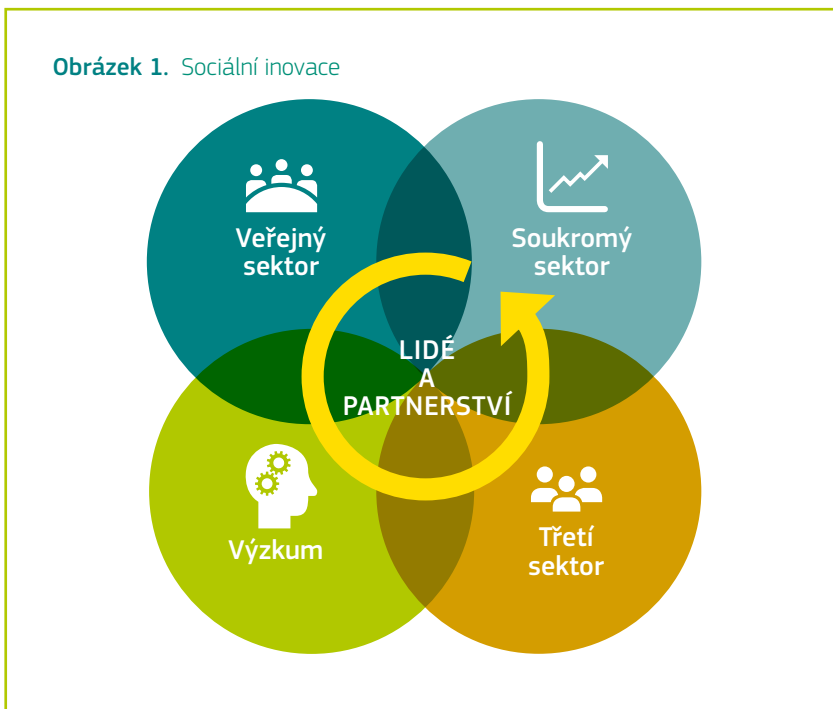 Obrázek 1. Sociální inovace
Veřejný
sektor
Soukromý
sektor
LIDÉ
A
PARTNERSTVÍ
Výzkum
Třetí
sektor